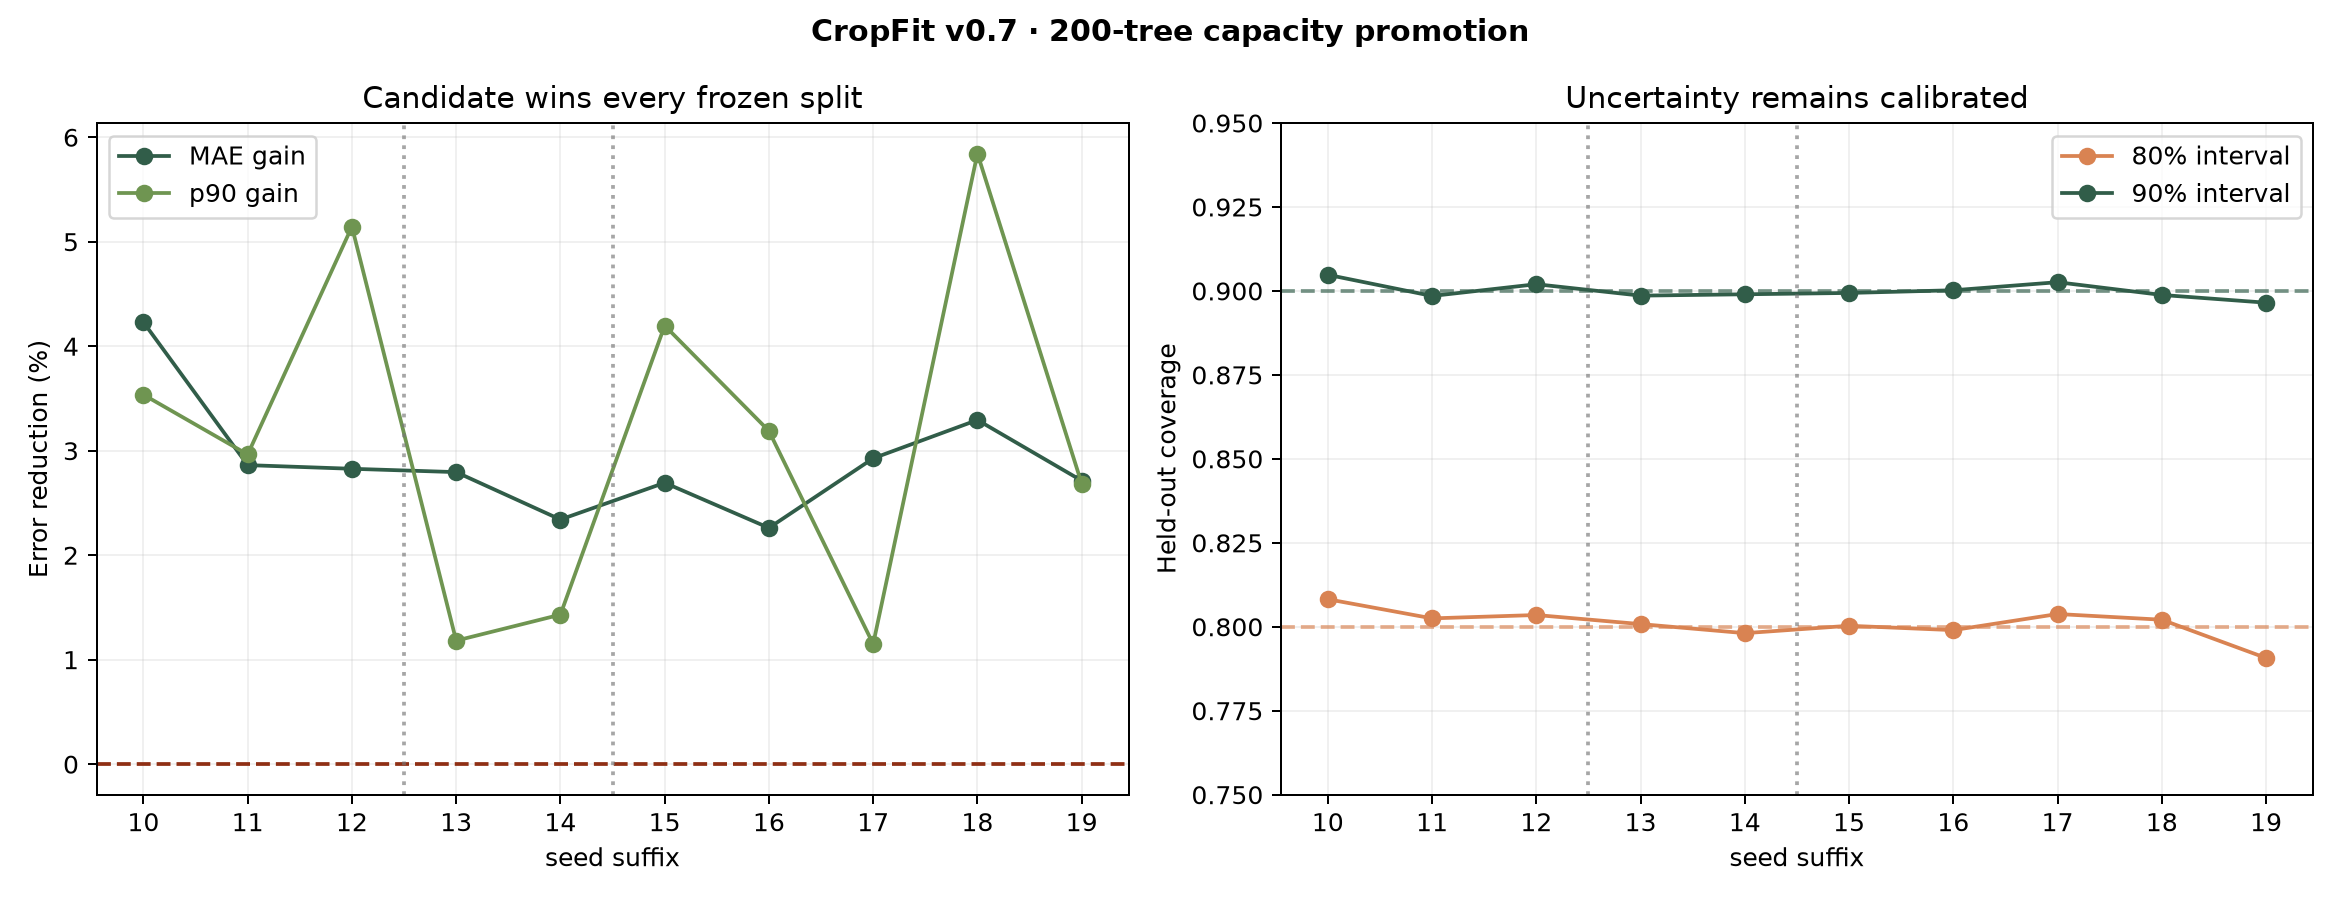 CropFit v0.7 · 200-tree capacity promotion
Candidate wins every frozen split
MAE gain
p90 gain
Error reduction (%)
6
5
4
3
2
1
0
10 11 12 13 14 15 16 17 18 19
seed suffix
Uncertainty remains calibrated
80% interval
90% interval
Held-out coverage
0.950
0.925
0.900
0.875
0.850
0.825
0.800
0.775
0.750
10 11 12 13 14 15 16 17 18 19
seed suffix